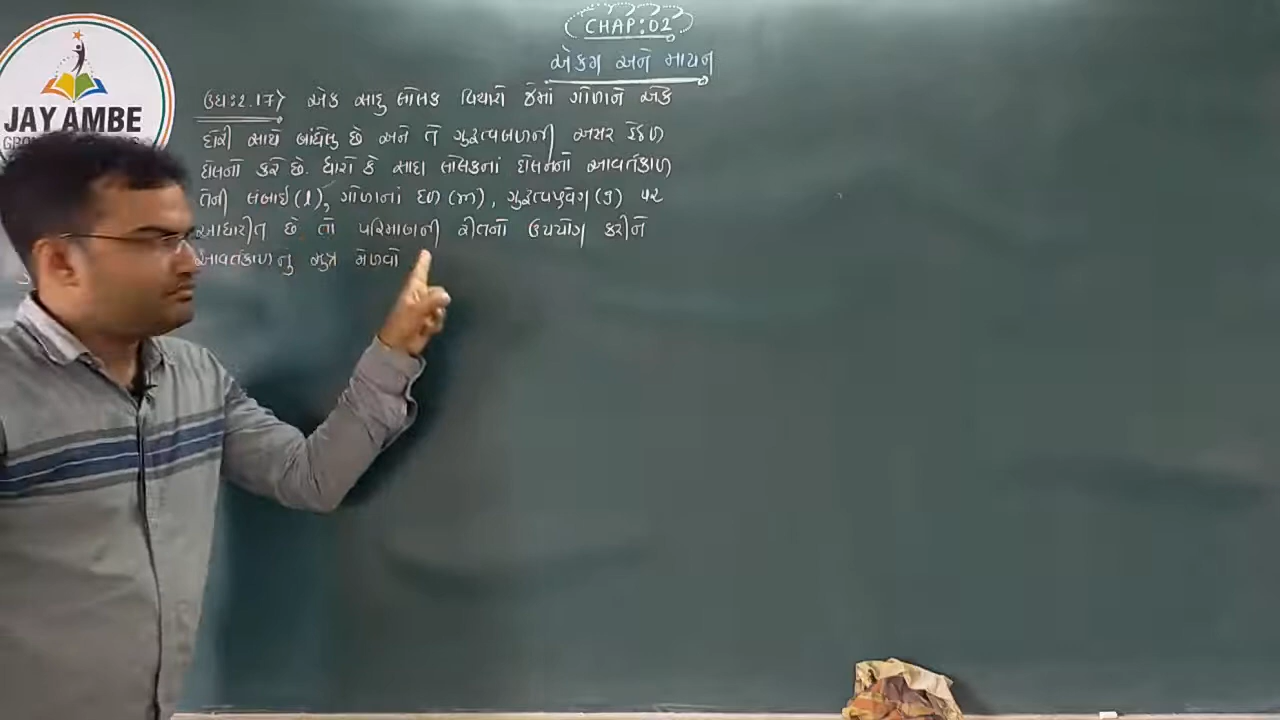 CHAP:02
એકમ અને માપન
JAY AMBE
ઉદા:2.17> એક સાદુ લોલક વિચારો જેમાં ગોળાને એક
દોરી સાથે બાંધેલુ છે અને તે ગુરુત્વબળની અસર હેઠળ
દોલનો કરે છે. ધારો કે સાદા લોલકનાં દોલનનો આવર્તકાળ
તેની લંબાઇ (l), ગોળાનાં દળ (m), ગુરુત્વપ્રવેગ (g) પર
આધારીત છે. તો પરિમાણની રીતનો ઉપયોગ કરીને
આવર્તકાળનું સુત્ર મેળવો